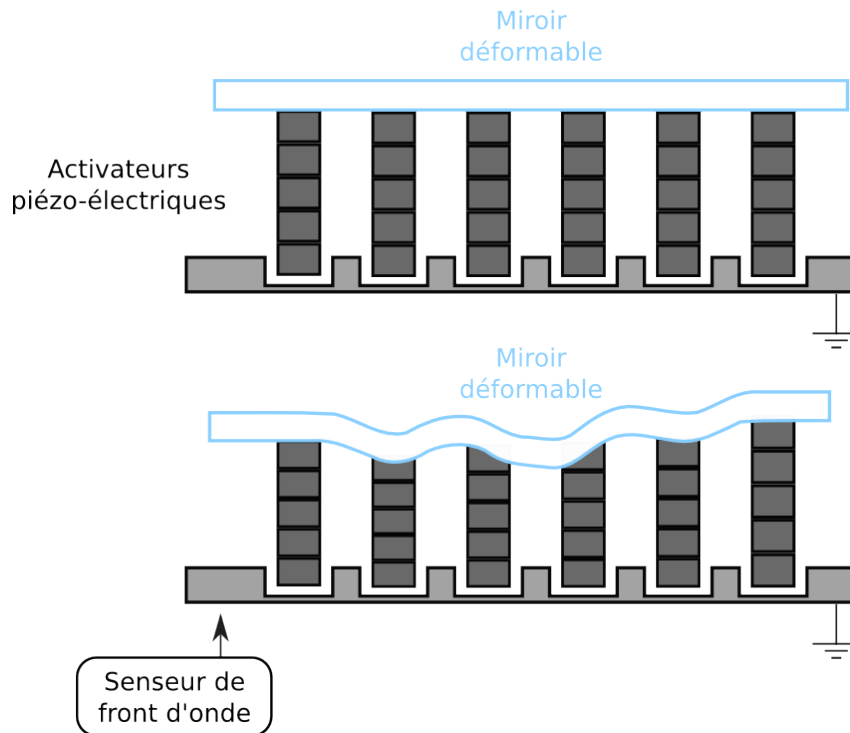 Miroir
déformable
Activateurs
piézo-électriques
Miroir
déformable
Senseur de
front d'onde